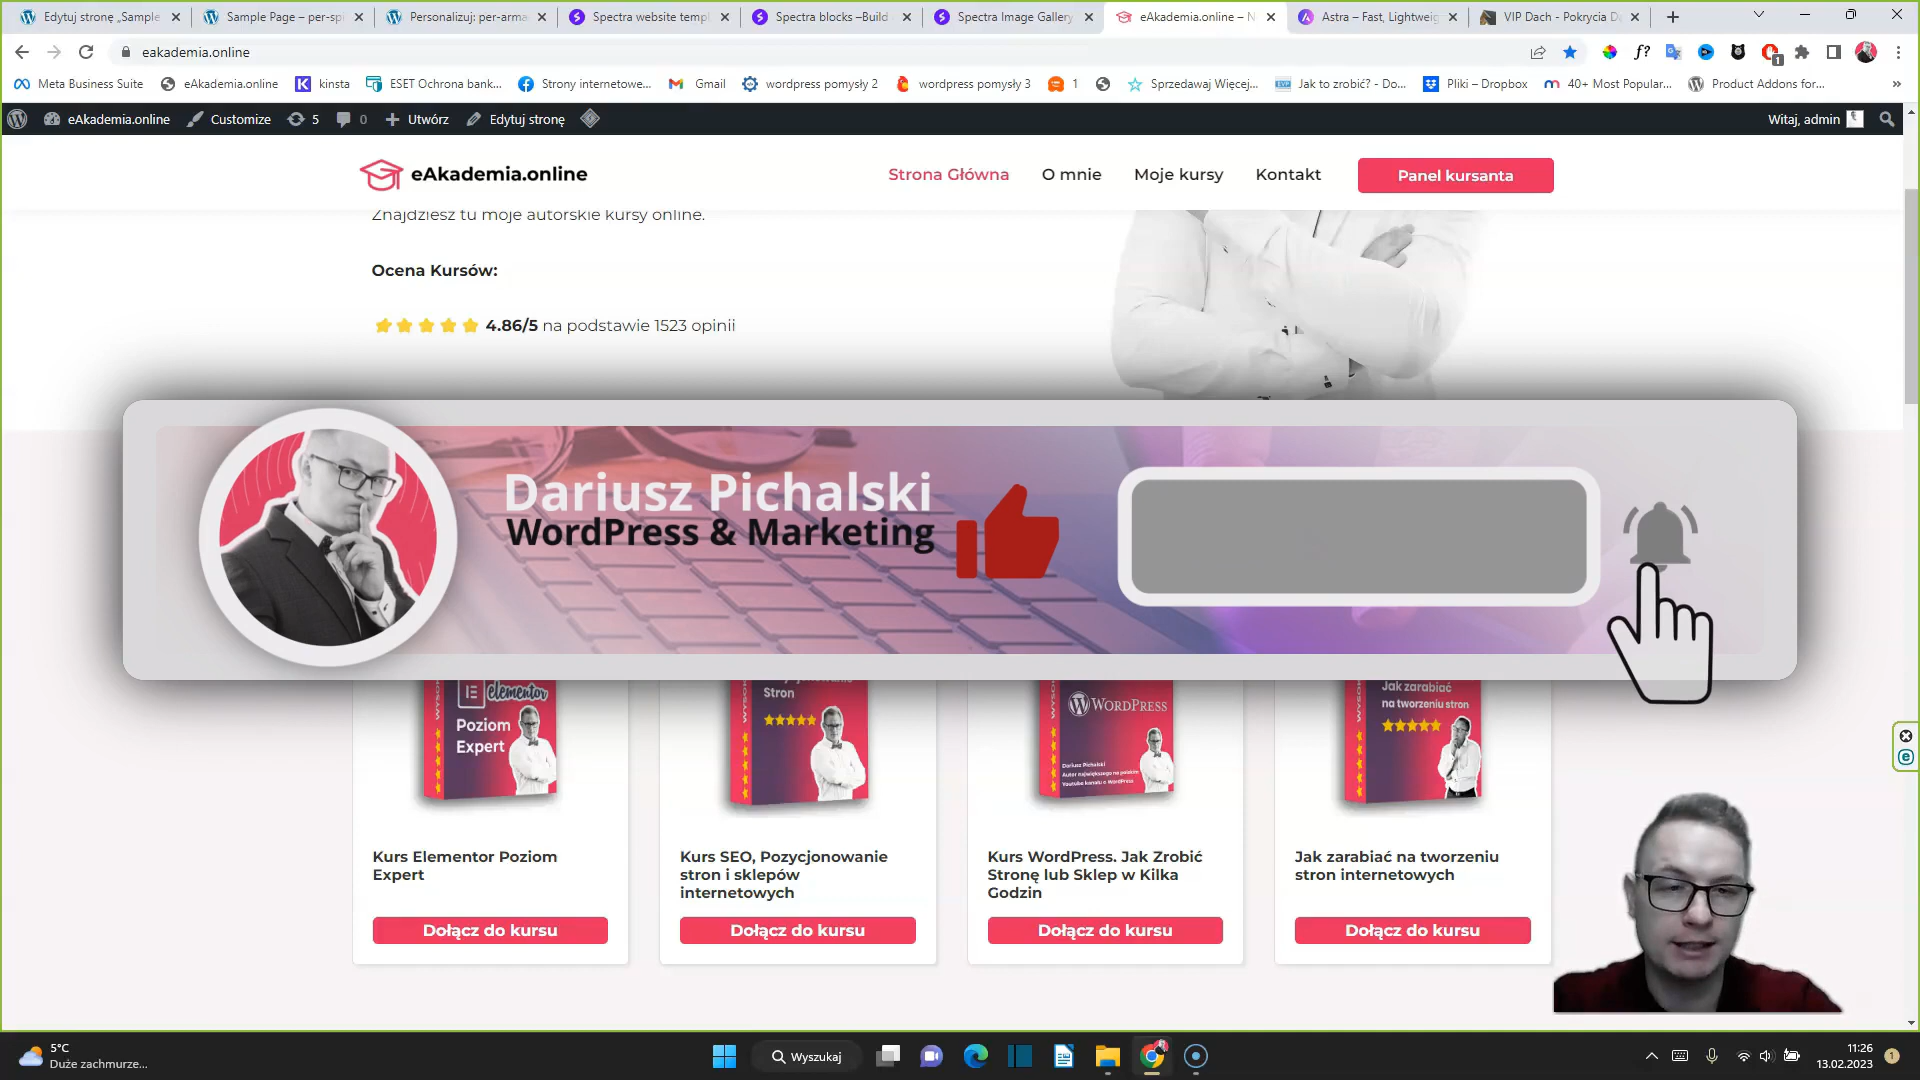 Edytuj stronę „Sample
Sample Page – per-spi
Personalizuj: per-arma
Spectra website templ
Spectra blocks –Build
Spectra Image Gallery
eAkademia.online – N
Astra – Fast, Lightweig
VIP Dach - Pokrycia D
eakademia.online
Meta Business Suite
eAkademia.online
kinsta
ESET Ochrona bank...
Strony internetowe...
Gmail
wordpress pomysły 2
wordpress pomysły 3
1
Sprzedawaj Więcej,...
Jak to zrobić? - Do...
Pliki – Dropbox
40+ Most Popular...
Product Addons for...
eAkademia.online
Customize
5
0
Utwórz
Edytuj stronę
Witaj, admin
eAkademia.online
Strona Główna
O mnie
Moje kursy
Kontakt
Panel kursanta
Znajdziesz tu moje autorskie kursy online.
Ocena Kursów:
4.86/5 na podstawie 1523 opinii
Dariusz Pichalski
WordPress & Marketing
elementor
Poziom
Expert
Stron
WORDPRESS
Dariusz Pichalski
Jak zarabiać
na tworzeniu stron
Kurs Elementor Poziom
Expert
Dołącz do kursu
Kurs SEO, Pozycjonowanie
stron i sklepów
internetowych
Dołącz do kursu
Kurs WordPress. Jak Zrobić
Stronę lub Sklep w Kilka
Godzin
Dołącz do kursu
Jak zarabiać na tworzeniu
stron internetowych
Dołącz do kursu
5°C
Duże zachmurze...
Wyszukaj
11:26
13.02.2023
1